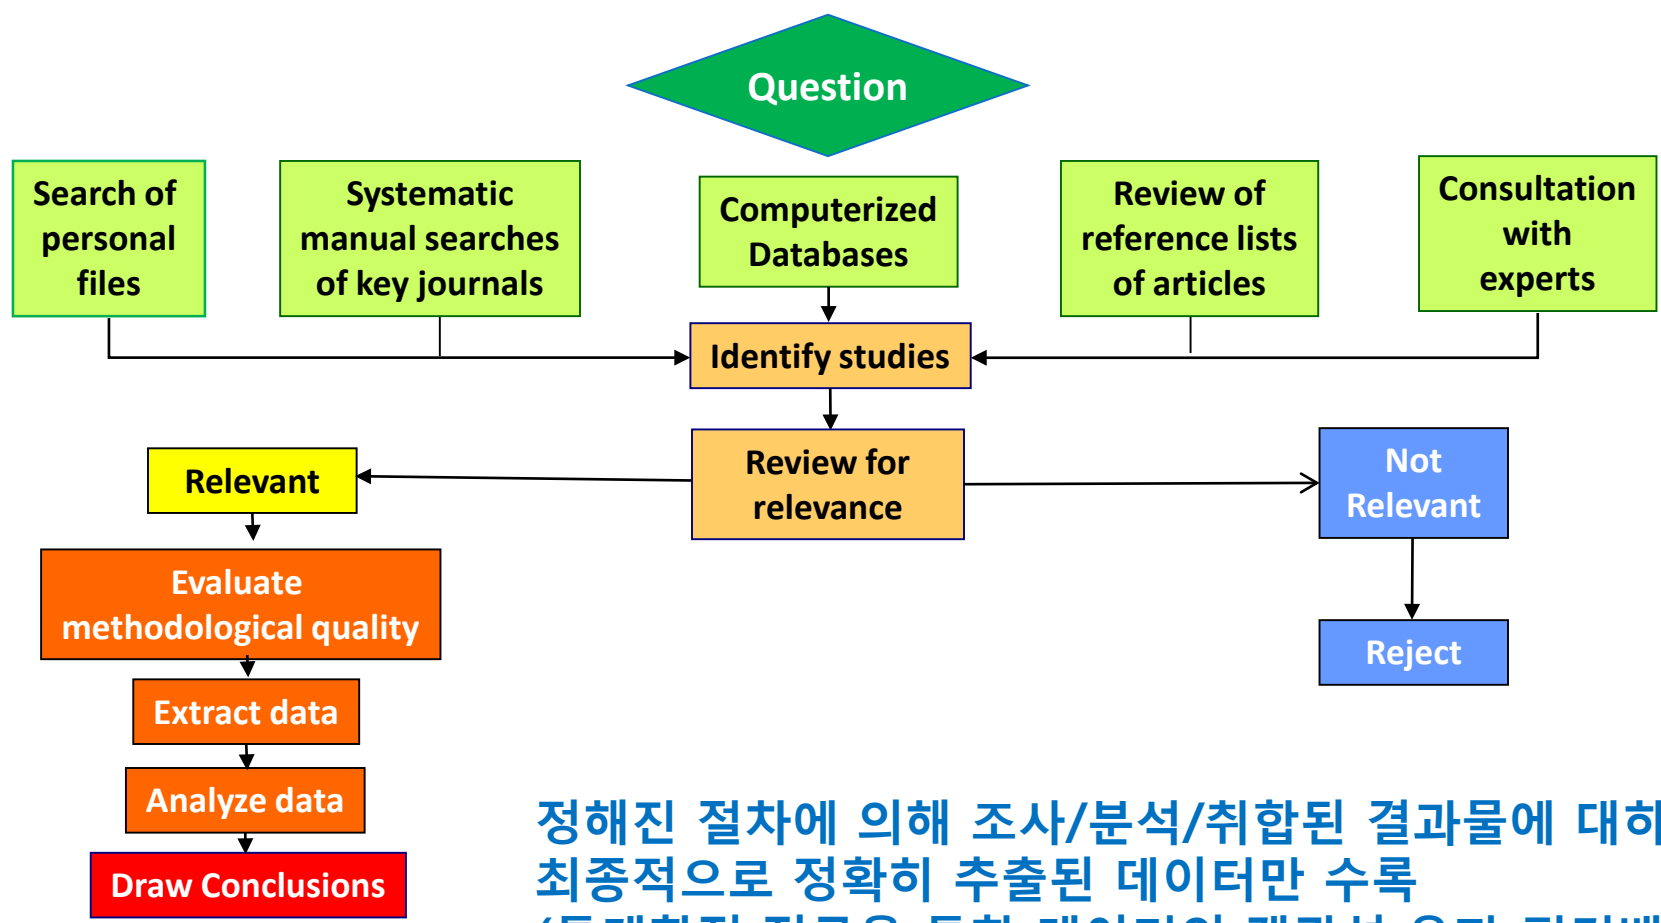 Question
Search of
personal
files
Systematic
manual searches
of key journals
Computerized
Databases
Review of
reference lists
of articles
Consultation
with
experts
Identify studies
Review for
relevance
Relevant
Not
Relevant
Evaluate
methodological quality
Reject
Extract data
Analyze data
Draw Conclusions
정해진 절차에 의해 조사/분석/취합된 결과물에
최종적으로 정확히 추출된 데이터만 수록